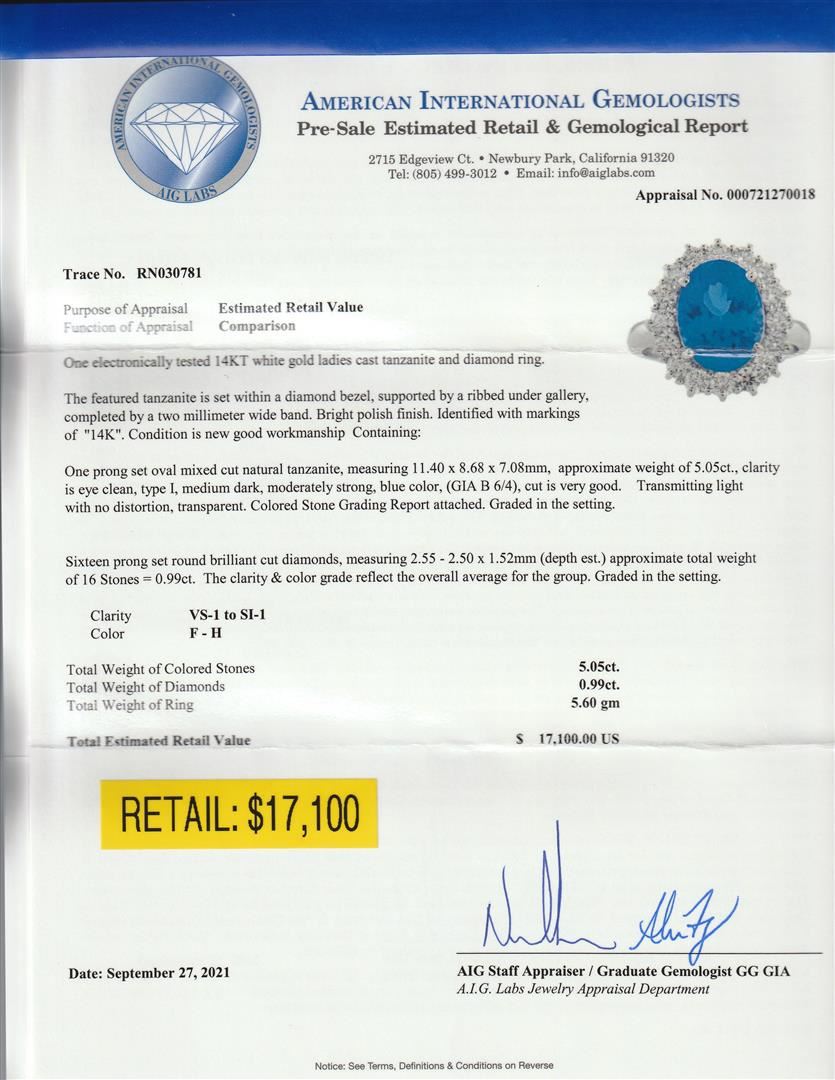 AMERICAN INTERNATIONAL GEMOLOGISTS
AIG LABS
AMERICAN INTERNATIONAL GEMOLOGISTS
Pre-Sale Estimated Retail & Gemological Report
2715 Edgeview Ct. • Newbury Park, California 91320
Tel: (805) 499-3012 • Email: info@aiglabs.com
Appraisal No. 000721270018
Trace No. RN030781
Purpose of Appraisal Estimated Retail Value
Function of Appraisal Comparison
One electronically tested 14KT white gold ladies cast tanzanite and diamond ring.
The featured tanzanite is set within a diamond bezel, supported by a ribbed under gallery,
completed by a two millimeter wide band. Bright polish finish. Identified with markings
of "14K". Condition is new good workmanship Containing:
One prong set oval mixed cut natural tanzanite, measuring 11.40 x 8.68 x 7.08mm, approximate weight of 5.05ct., clarity
is eye clean, type I, medium dark, moderately strong, blue color, (GIA B 6/4), cut is very good. Transmitting light
with no distortion, transparent. Colored Stone Grading Report attached. Graded in the setting.
Sixteen prong set round brilliant cut diamonds, measuring 2.55 - 2.50 x 1.52mm (depth est.) approximate total weight
of 16 Stones = 0.99ct. The clarity & color grade reflect the overall average for the group. Graded in the setting.
Clarity VS-1 to SI-1
Color F - H
Total Weight of Colored Stones 5.05ct.
Total Weight of Diamonds 0.99ct.
Total Weight of Ring 5.60 gm
Total Estimated Retail Value $ 17,100.00 US
RETAIL: $17,100
Date: September 27, 2021
AIG Staff Appraiser / Graduate Gemologist GG GIA
A.I.G. Labs Jewelry Appraisal Department
Notice: See Terms, Definitions & Conditions on Reverse